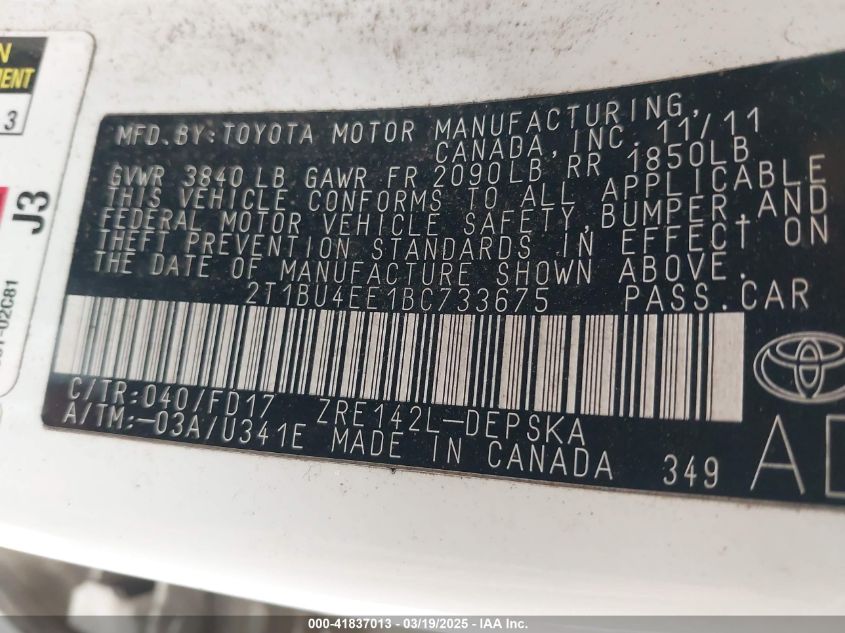 MFD.BY:TOYOTA MOTOR MANUFACTURING,
CANADA, INC. 11/11
GVWR 3840 LB GAWR FR 2090LB RR 1850LB
THIS VEHICLE CONFORMS TO ALL APPLICABLE
FEDERAL MOTOR VEHICLE SAFETY, BUMPER, AND
THEFT PREVENTION STANDARDS IN EFFECT ON
THE DATE OF MANUFACTURE SHOWN ABOVE.
2T1BU4EE1BC733675 PASS.CAR
C/TR:040/FD17 ZRE142L-DEPSKA
A/TM:-03A/U341E MADE IN CANADA 349
J3
3
000-41837013 - 03/19/2025 - IAA Inc.